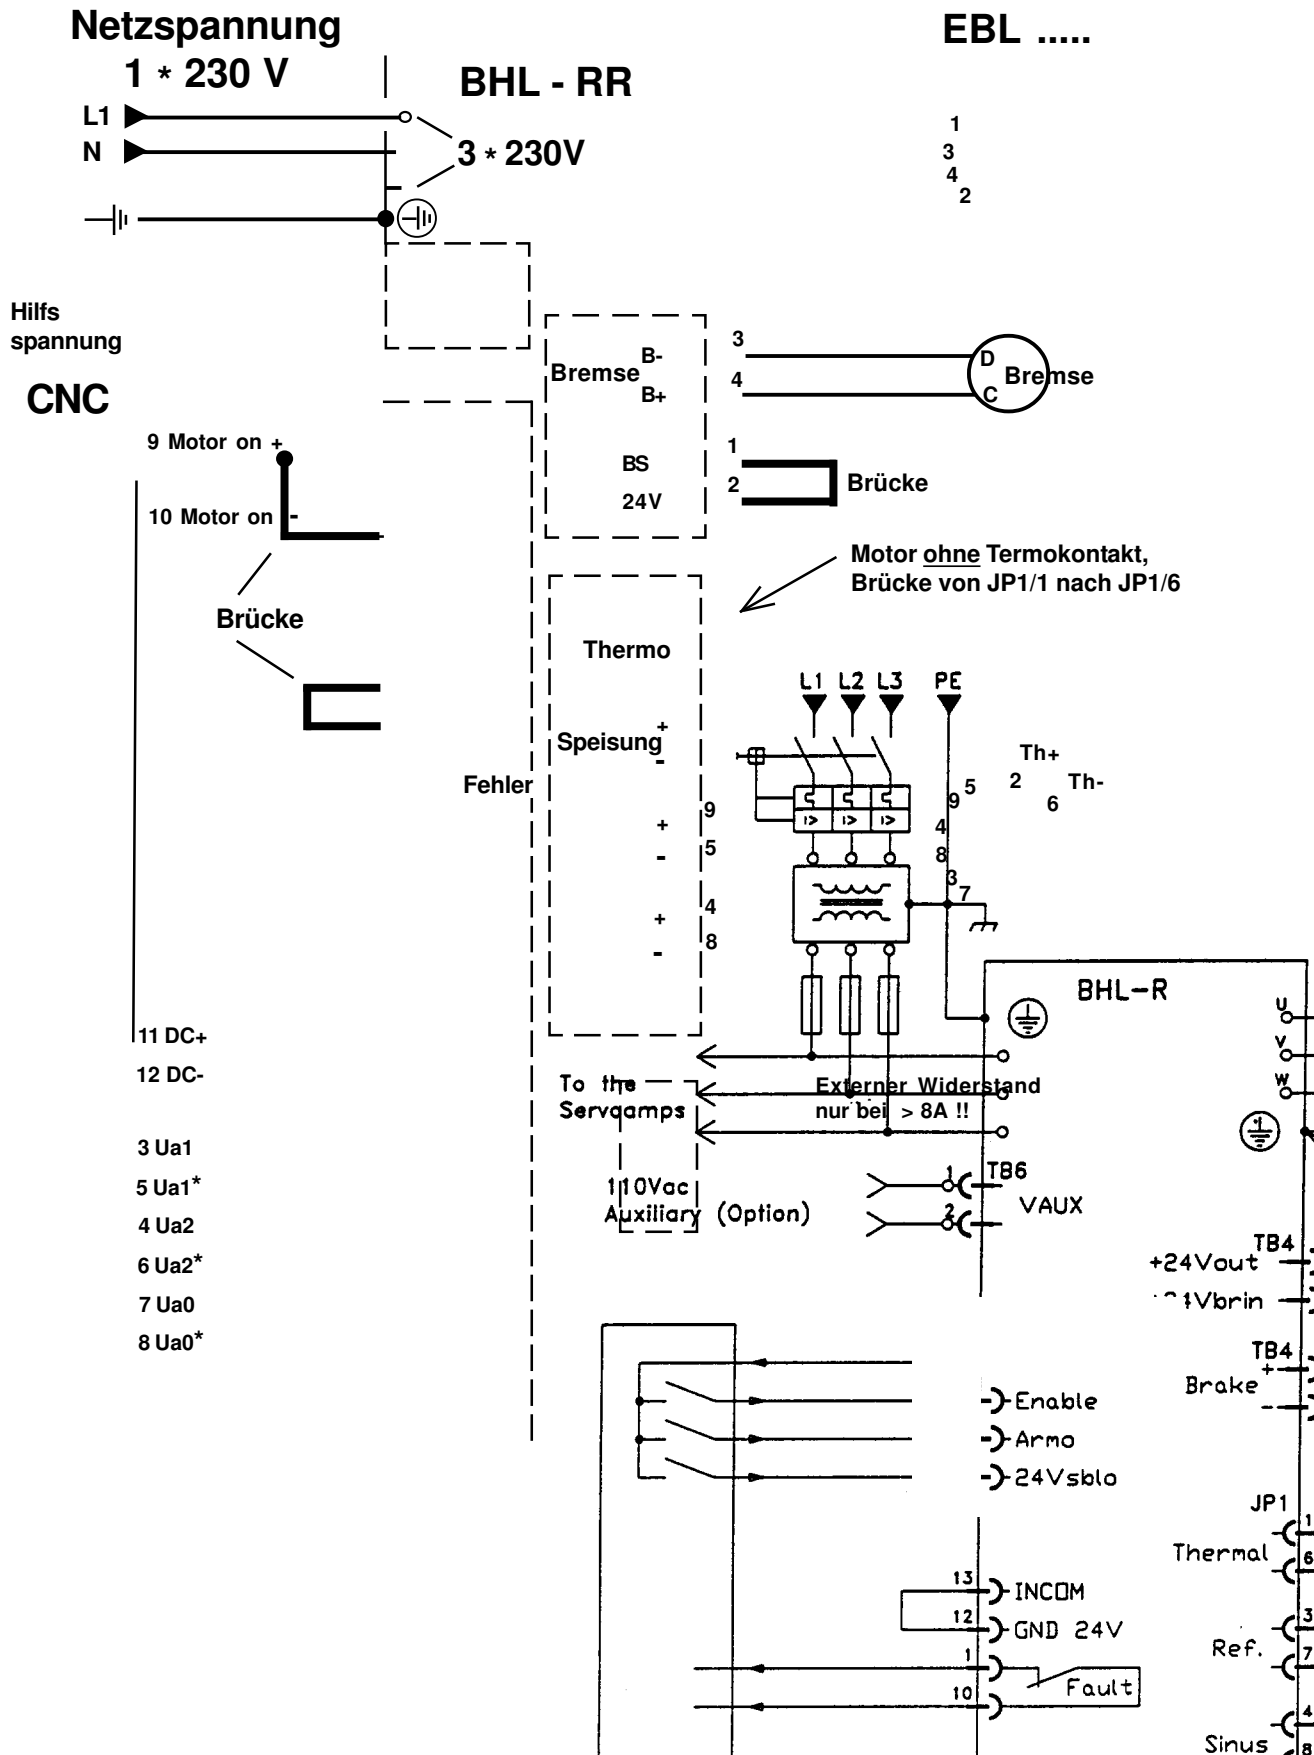 Netzspannung
1 * 230 V
EBL .....
BHL - RR
L1
N
3 * 230V
1
3
4
2
Hilfs
spannung
CNC
Bremse
B-
B+
BS
24V
3
4
1
2
D
C
Bremse
Brücke
9 Motor on +
10 Motor on -
Brücke
Motor ohne Termokontakt,
Brücke von JP1/1 nach JP1/6
Thermo
Speisung
+
-
Fehler
+
-
+
-
9
5
4
8
L1 L2 L3 PE
I> I> I>
5
9
4
8
3
7
Th+
2 Th-
6
BHL-R
U
V
W
11 DC+
12 DC-
3 Ua1
5 Ua1*
4 Ua2
6 Ua2*
7 Ua0
8 Ua0*
To the
Servoamps
Externer Widerstand
nur bei > 8A !!
110Vac
Auxiliary (Option)
1 TB6
2 VAUX
TB4
+24Vout
TB4
+
Brake
-
Enable
Armo
24Vsblo
JP1
Thermal
1
6
13 INCOM
12 GND 24V
1
10
Fault
Ref.
3
7
Sinus
4
8